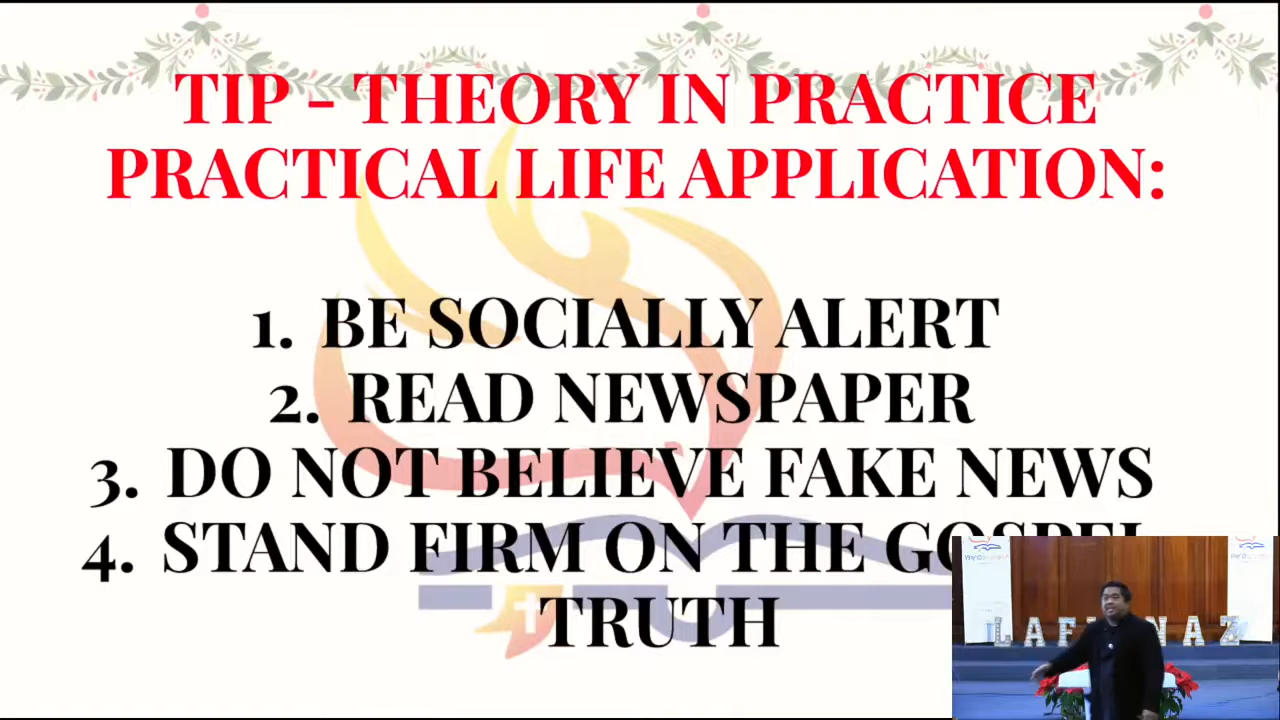 TIP - THEORY IN PRACTICE
PRACTICAL LIFE APPLICATION:
1. BE SOCIALLY ALERT
2. READ NEWSPAPER
3. DO NOT BELIEVE FAKE NEWS
4. STAND FIRM ON THE GOSPEL
TRUTH